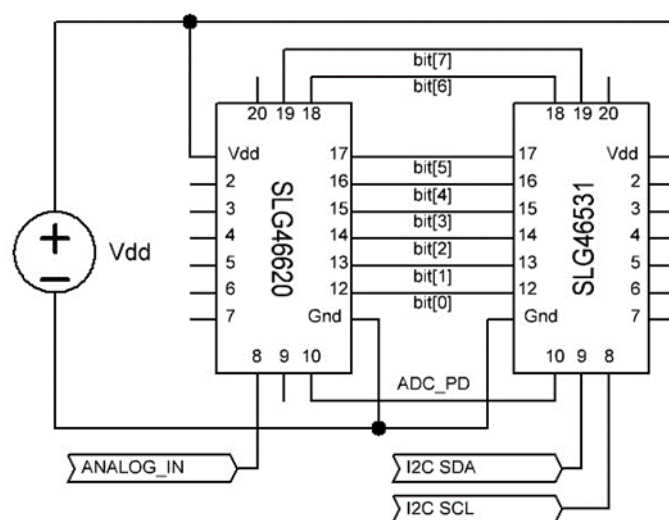 bit[7]
bit[6]
20 19 18
18 19 20
Vdd 17
bit[5]
17 Vdd
2 16
bit[4]
16 2
3 15
bit[3]
15 3
4 14
bit[2]
14 4
5 13
bit[1]
13 5
6 12
bit[0]
12 6
7 Gnd
Gnd 7
SLG46620
SLG46531
Vdd
8 9 10
10 9 8
ADC_PD
ANALOG_IN
I2C SDA
I2C SCL